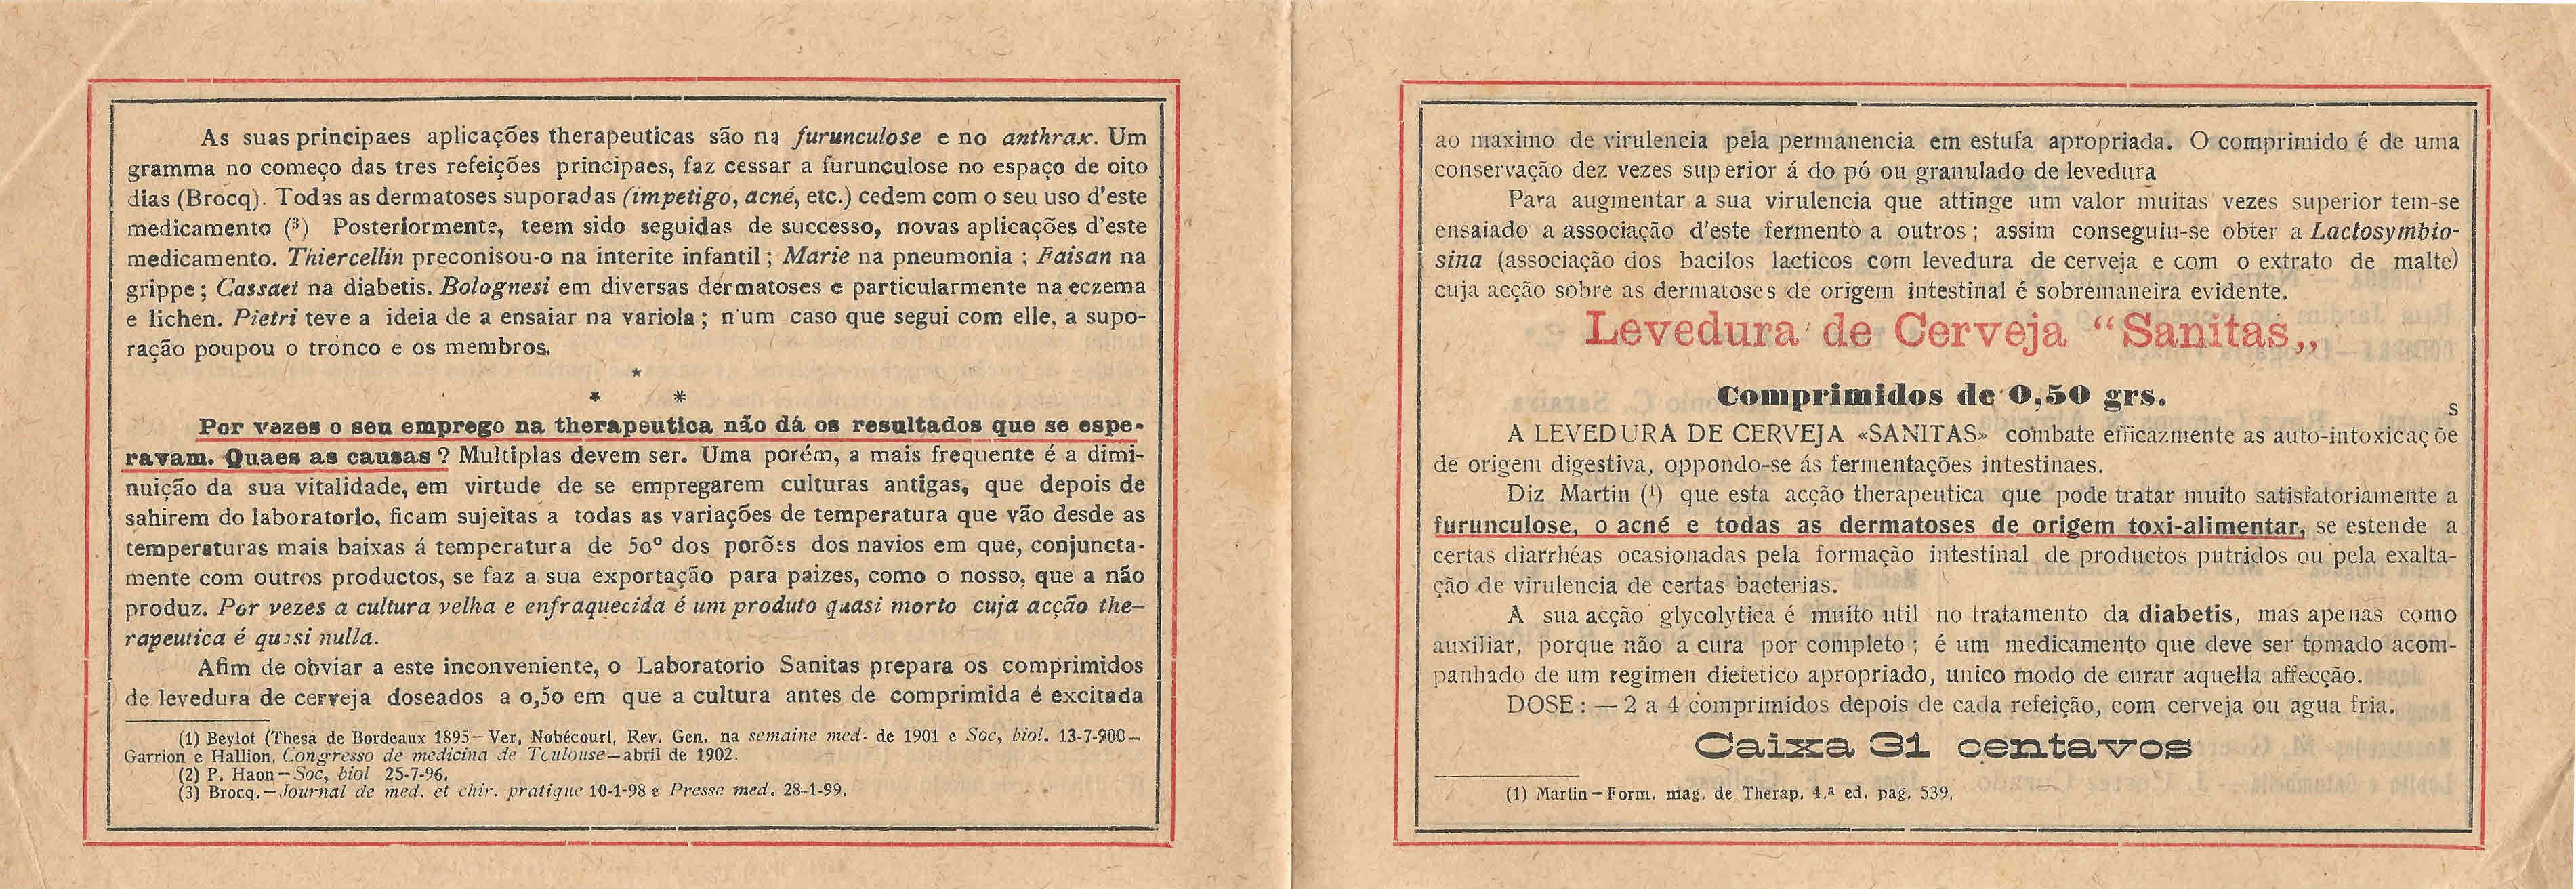 As suas principaes aplicações therapeuticas são na furunculose e no anthrax. Um
gramma no começo das tres refeições principaes, faz cessar a furunculose no espaço de oito
dias (Brocq). Todas as dermatoses suporadas (impetigo, acné, etc.) cedem com o seu uso d'este
medicamento (3) Posteriormente, teem sido seguidas de successo, novas aplicações d'este
medicamento. Thiercellin preconisou-o na interite infantil; Marie na pneumonia; Faisan na
grippe; Cassaet na diabetis. Bolognesi em diversas dermatoses e particularmente na eczema
e lichen. Pietri teve a ideia de a ensaiar na variola; n'um caso que segui com elle, a supo-
ração poupou o tronco e os membros.
*
* *
Por vezes o seu emprego na therapeutica não dá os resultados que se espe-
ravam. Quaes as causas? Multiplas devem ser. Uma porém, a mais frequente é a dimi-
nuição da sua vitalidade, em virtude de se empregarem culturas antigas, que depois de
sahirem do laboratorio, ficam sujeitas a todas as variações de temperatura que vão desde as
temperaturas mais baixas á temperatura de 50º dos porões dos navios em que, conjuncta-
mente com outros productos, se faz a sua exportação para paizes, como o nosso, que a não
produz. Por vezes a cultura velha e enfraquecida é um produto quasi morto cuja acção the-
rapeutica é quasi nulla.
Afim de obviar a este inconveniente, o Laboratorio Sanitas prepara os comprimidos
de levedura de cerveja doseados a 0,50 em que a cultura antes de comprimida é excitada
(1) Beylot (Thesa de Bordeaux 1895—Ver, Nobécourt, Rev. Gen. na semaine med. de 1901 e Soc, biol. 13-7-900—
Garrion e Hallion, Congresso de medicina de Toulouse—abril de 1902.
(2) P. Haon—Soc, biol 25-7-96.
(3) Brocq.—Journal de med. et chir. pratique 10-1-98 e Presse med. 28-1-99.
ao maximo de virulencia pela permanencia em estufa apropriada. O comprimido é de uma
conservação dez vezes superior á do pó ou granulado de levedura
Para augmentar a sua virulencia que attinge um valor muitas vezes superior tem-se
ensaiado a associação d'este fermento a outros; assim conseguiu-se obter a Lactosymbio-
sina (associação dos bacilos lacticos com levedura de cerveja e com o extrato de malte)
cuja acção sobre as dermatoses de origem intestinal é sobremaneira evidente.
Levedura de Cerveja “Sanitas„
Comprimidos de 0,50 grs.
A LEVEDURA DE CERVEJA «SANITAS» combate efficazmente as auto-intoxicaçõe s
de origem digestiva, oppondo-se ás fermentações intestinaes.
Diz Martin (1) que esta acção therapeutica que pode tratar muito satisfatoriamente a
furunculose, o acné e todas as dermatoses de origem toxi-alimentar, se estende a
certas diarrhéas ocasionadas pela formação intestinal de productos putridos ou pela exalta-
ção de virulencia de certas bacterias.
A sua acção glycolytica é muito util no tratamento da diabetis, mas apenas como
auxiliar, porque não a cura por completo; é um medicamento que deve ser tomado acom-
panhado de um regimen dietetico apropriado, unico modo de curar aquella affecção.
DOSE: — 2 a 4 comprimidos depois de cada refeição, com cerveja ou agua fria.
Caixa 31 centavos
(1) Martin—Form. mag. de Therap. 4.ª ed. pag. 539,